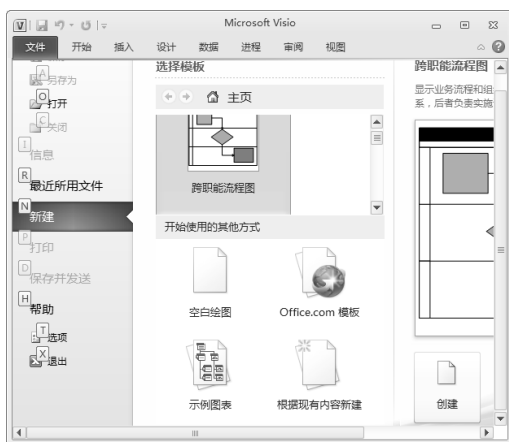 Microsoft Visio
文件 开始 插入 设计 数据 进程 审阅 视图
A 另存为
O 打开
C 关闭
I 信息
R 最近所用文件
N 新建
P 打印
D 保存并发送
H 帮助
T 选项
X 退出
选择模板
主页
跨职能流程图
开始使用的其他方式
空白绘图
Office.com 模板
示例图表
根据现有内容新建
跨职能流程图
显示业务流程和组
系，后者负责实施
创建